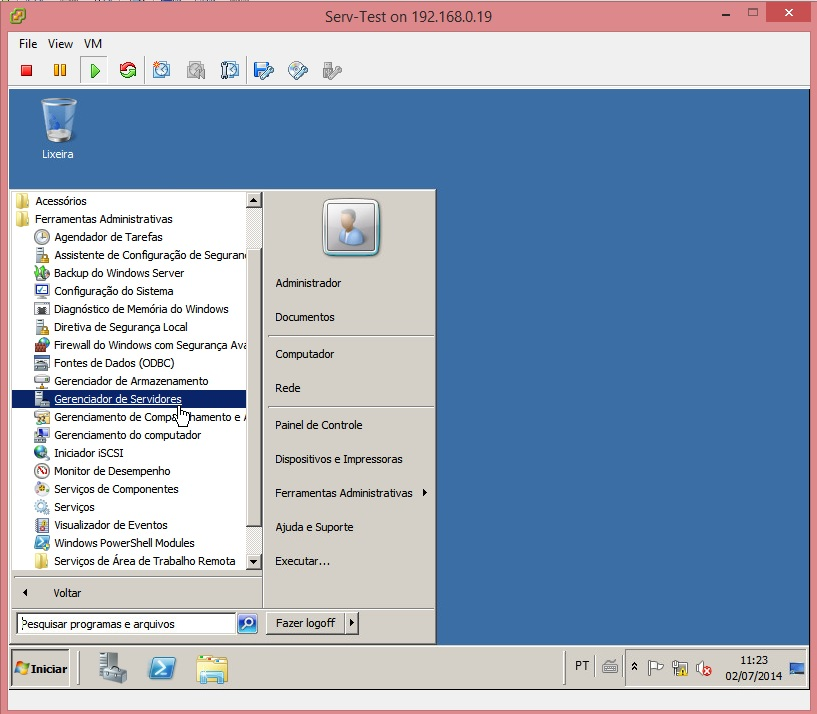 Serv-Test on 192.168.0.19
File View VM
Lixeira
Acessórios
Ferramentas Administrativas
Agendador de Tarefas
Assistente de Configuração de Seguran
Backup do Windows Server
Configuração do Sistema
Diagnóstico de Memória do Windows
Diretiva de Segurança Local
Firewall do Windows com Segurança Ava
Fontes de Dados (ODBC)
Gerenciador de Armazenamento
Gerenciador de Servidores
Gerenciamento de hamento e
Gerenciamento do computador
Iniciador iSCSI
Monitor de Desempenho
Serviços de Componentes
Serviços
Visualizador de Eventos
Windows PowerShell Modules
Serviços de Área de Trabalho Remota
Voltar
Pesquisar programas e arquivos
Administrador
Documentos
Computador
Rede
Painel de Controle
Dispositivos e Impressoras
Ferramentas Administrativas
Ajuda e Suporte
Executar...
Fazer logoff
Iniciar
PT
11:23
02/07/2014